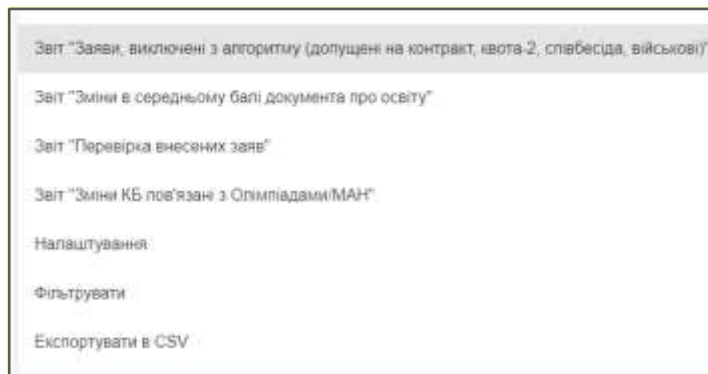 Звіт "Заяви, виключені з алгоритму (допущені на контракт, квота-2, співбесіда, військові)"
Звіт "Зміни в середньому балі документа про освіту"
Звіт "Перевірка внесених заяв"
Звіт "Зміни КБ пов'язані з Олімпіадами/МАН"
Налаштування
Фільтрувати
Експортувати в CSV